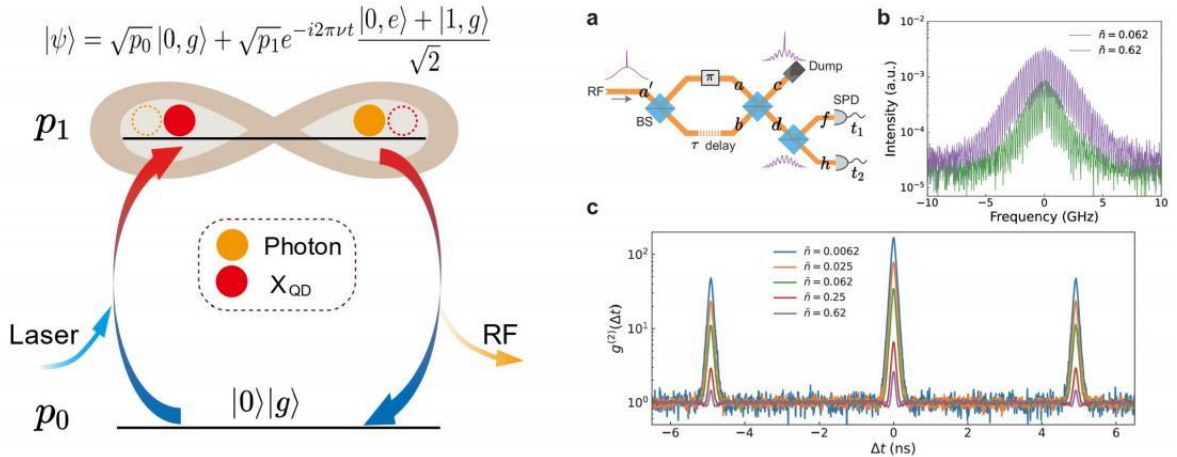 |ψ⟩ = √p₀ |0, g⟩ + √p₁ e^{-i2πνt} (|0, e⟩ + |1, g⟩)/√2
p₁
Photon
X_QD
Laser
RF
|0⟩|g⟩
p₀
a
RF
a′
BS
π
a
b
τ delay
c
Dump
d
SPD
f
t₁
h
t₂
b
Intensity (a.u.)
10⁻²
10⁻³
10⁻⁴
10⁻⁵
n̄ = 0.062
n̄ = 0.62
-10 -5 0 5 10
Frequency (GHz)
c
g⁽²⁾(Δt)
10²
10¹
10⁰
n̄ = 0.0062
n̄ = 0.025
n̄ = 0.062
n̄ = 0.25
n̄ = 0.62
−6 −4 −2 0 2 4 6
Δt (ns)